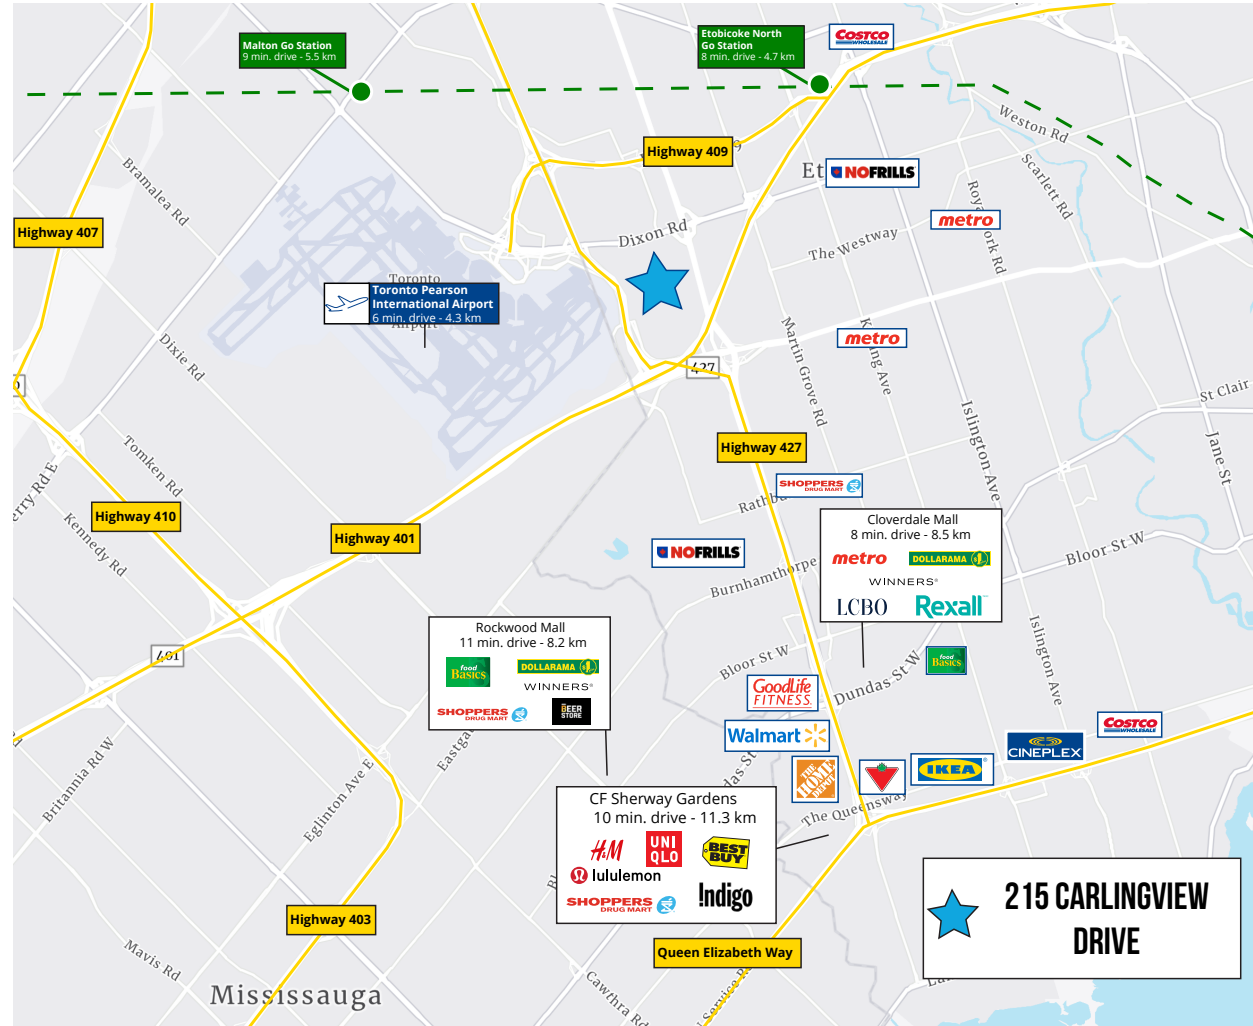 Malton Go Station
9 min. drive - 5.5 km
Etobicoke North
Go Station
8 min. drive - 4.7 km
COSTCO
WHOLESALE
Weston Rd
Highway 409
Bramalea Rd
Et
NOFRILLS
Scarlett Rd
metro
Highway 407
Dixon Rd
The Westway
Toronto
Toronto Pearson
International Airport
6 min. drive - 4.3 km
Airport
Dixie Rd
metro
Martin Grove Rd
427
St Clair
Islington Ave
Jane St
Highway 427
Tomken Rd
SHOPPERS
DRUG MART
Highway 410
Kennedy Rd
Highway 401
NOFRILLS
Cloverdale Mall
8 min. drive - 8.5 km
metro
DOLLARAMA
WINNERS
LCBO
Rexall
Bloor St W
Burnhamthorpe
Rockwood Mall
11 min. drive - 8.2 km
food
Basics
DOLLARAMA
WINNERS
SHOPPERS
DRUG MART
BEER
STORE
401
Bloor St W
Dundas St W
food
Basics
Islington Ave
GoodLife
FITNESS
Walmart
THE
HOME
DEPOT
IKEA
CINEPLEX
COSTCO
WHOLESALE
Britannia Rd W
Eglinton Ave E
The Queensway
CF Sherway Gardens
10 min. drive - 11.3 km
H&M
UNI
QLO
BEST
BUY
lululemon
SHOPPERS
DRUG MART
!ndigo
215 CARLINGVIEW
DRIVE
Highway 403
Queen Elizabeth Way
Mavis Rd
Mississauga
Cawthra Rd